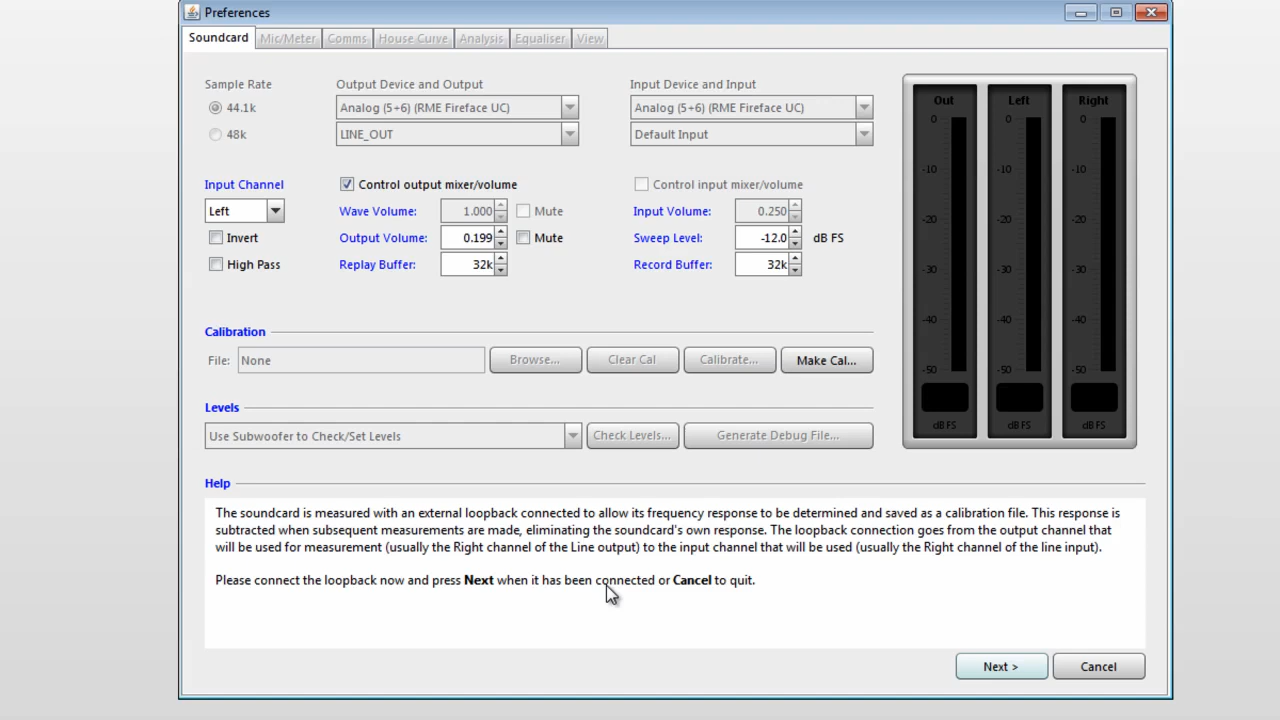 Preferences
Soundcard Mic/Meter Comms House Curve Analysis Equaliser View
Sample Rate Output Device and Output Input Device and Input
44.1k Analog (5+6) (RME Fireface UC) Analog (5+6) (RME Fireface UC)
48k LINE_OUT Default Input
Input Channel Control output mixer/volume Control input mixer/volume
Left Wave Volume: 1.000 Mute Input Volume: 0.250
Invert Output Volume: 0.199 Mute Sweep Level: -12.0 dB FS
High Pass Replay Buffer: 32k Record Buffer: 32k
Out Left Right
0 0 0
-10 -10 -10
-20 -20 -20
-30 -30 -30
-40 -40 -40
-50 -50 -50
dB FS dB FS dB FS
Calibration
File: None Browse... Clear Cal Calibrate... Make Cal...
Levels
Use Subwoofer to Check/Set Levels Check Levels... Generate Debug File...
Help
The soundcard is measured with an external loopback connected to allow its frequency response to be determined and saved as a calibration file. This response is
subtracted when subsequent measurements are made, eliminating the soundcard's own response. The loopback connection goes from the output channel that
will be used for measurement (usually the Right channel of the Line output) to the input channel that will be used (usually the Right channel of the line input).
Please connect the loopback now and press Next when it has been connected or Cancel to quit.
Next > Cancel